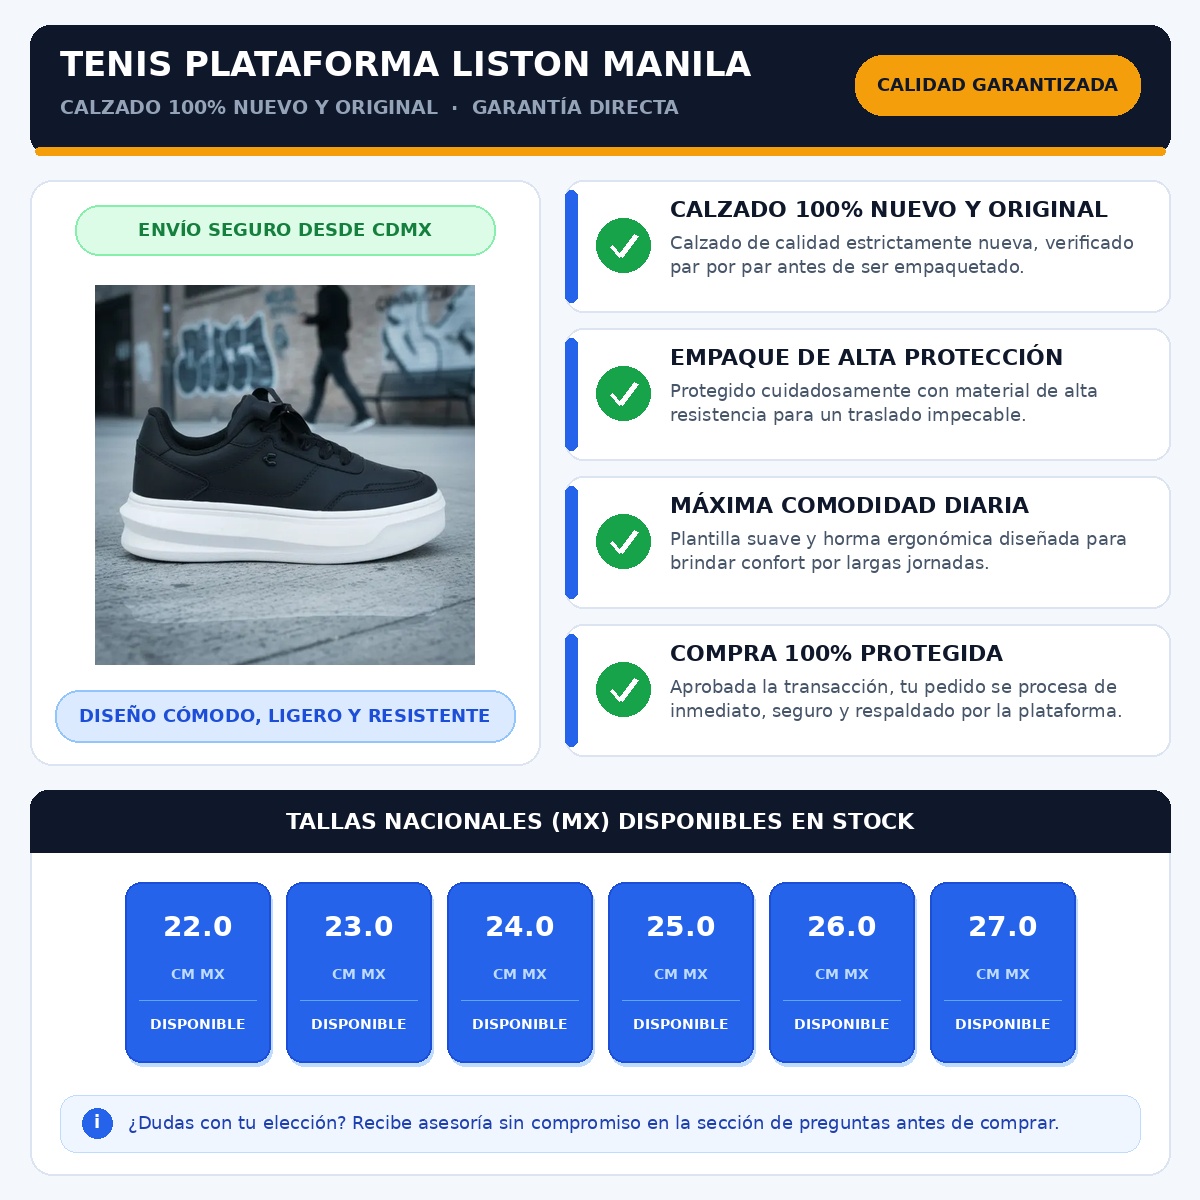 TENIS PLATAFORMA LISTON MANILA
CALZADO 100% NUEVO Y ORIGINAL · GARANTÍA DIRECTA
CALIDAD GARANTIZADA
ENVÍO SEGURO DESDE CDMX
DISEÑO CÓMODO, LIGERO Y RESISTENTE
CALZADO 100% NUEVO Y ORIGINAL
Calzado de calidad estrictamente nueva, verificado
par por par antes de ser empaquetado.
EMPAQUE DE ALTA PROTECCIÓN
Protegido cuidadosamente con material de alta
resistencia para un traslado impecable.
MÁXIMA COMODIDAD DIARIA
Plantilla suave y horma ergonómica diseñada para
brindar confort por largas jornadas.
COMPRA 100% PROTEGIDA
Aprobada la transacción, tu pedido se procesa de
inmediato, seguro y respaldado por la plataforma.
TALLAS NACIONALES (MX) DISPONIBLES EN STOCK
22.0
CM MX
DISPONIBLE
23.0
CM MX
DISPONIBLE
24.0
CM MX
DISPONIBLE
25.0
CM MX
DISPONIBLE
26.0
CM MX
DISPONIBLE
27.0
CM MX
DISPONIBLE
i
¿Dudas con tu elección? Recibe asesoría sin compromiso en la sección de preguntas antes de comprar.